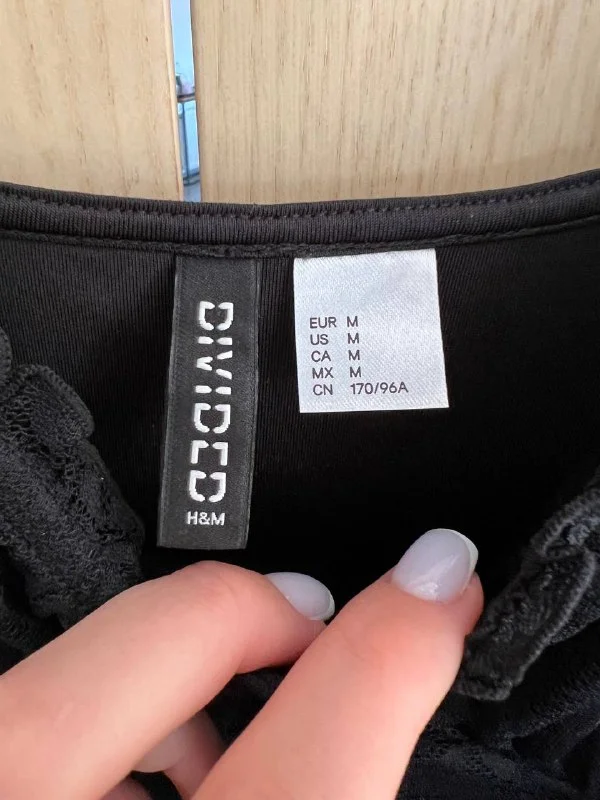 DIVIDED
H&M
EUR M
US M
CA M
MX M
CN 170/96A